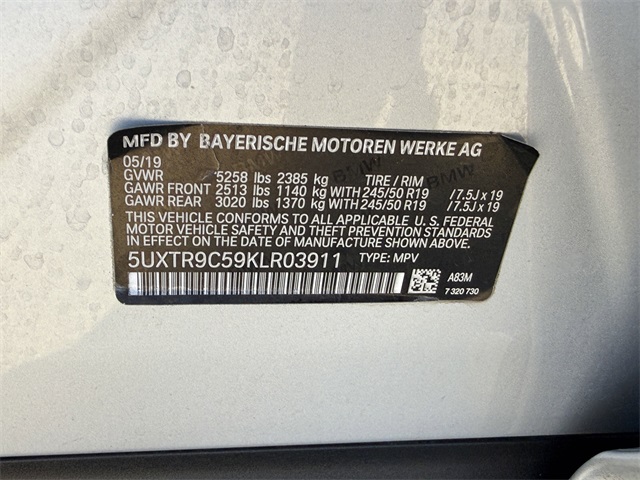 MFD BY BAYERISCHE MOTOREN WERKE AG
05/19
GVWR 5258 lbs 2385 kg TIRE / RIM
GAWR FRONT 2513 lbs 1140 kg WITH 245/50 R19 /7.5J x 19
GAWR REAR 3020 lbs 1370 kg WITH 245/50 R19 /7.5J x 19
THIS VEHICLE CONFORMS TO ALL APPLICABLE U.S. FEDERAL
MOTOR VEHICLE SAFETY AND THEFT PREVENTION STANDARDS
IN EFFECT ON THE DATE OF MANUFACTURE SHOWN ABOVE.
5UXTR9C59KLR03911 TYPE: MPV
A83M
7 320 730